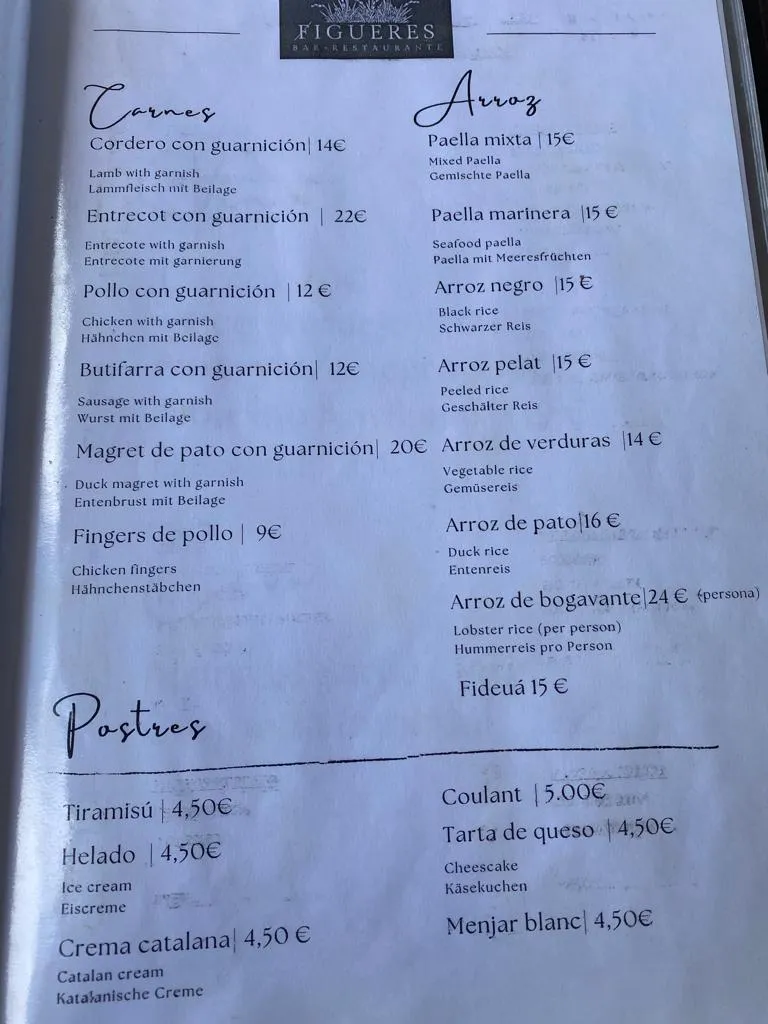 FIGUERES
BAR-RESTAURANTE
Carnes
Cordero con guarnición| 14€
Lamb with garnish
Lammfleisch mit Beilage
Entrecot con guarnición | 22€
Entrecote with garnish
Entrecote mit garnierung
Pollo con guarnición | 12 €
Chicken with garnish
Hähnchen mit Beilage
Butifarra con guarnición| 12€
Sausage with garnish
Wurst mit Beilage
Magret de pato con guarnición| 20€
Duck magret with garnish
Entenbrust mit Beilage
Fingers de pollo | 9€
Chicken fingers
Hähnchenstäbchen
Arroz
Paella mixta | 15€
Mixed Paella
Gemischte Paella
Paella marinera |15 €
Seafood paella
Paella mit Meeresfrüchten
Arroz negro |15 €
Black rice
Schwarzer Reis
Arroz pelat |15 €
Peeled rice
Geschälter Reis
Arroz de verduras |14 €
Vegetable rice
Gemüsereis
Arroz de pato|16 €
Duck rice
Entenreis
Arroz de bogavante|24 € (persona)
Lobster rice (per person)
Hummerreis pro Person
Fideuá 15 €
Postres
Tiramisú | 4,50€
Helado | 4,50€
Ice cream
Eiscreme
Crema catalana| 4,50 €
Catalan cream
Katalanische Creme
Coulant | 5.00€
Tarta de queso | 4,50€
Cheescake
Käsekuchen
Menjar blanc| 4,50€